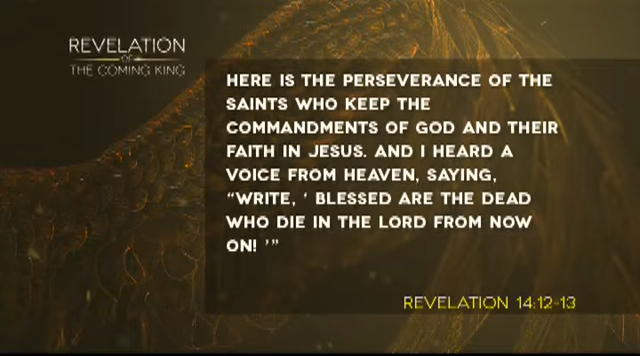 REVELATION
OF
THE COMING KING
HERE IS THE PERSEVERANCE OF THE
SAINTS WHO KEEP THE
COMMANDMENTS OF GOD AND THEIR
FAITH IN JESUS. AND I HEARD A
VOICE FROM HEAVEN, SAYING,
“WRITE, ‘ BLESSED ARE THE DEAD
WHO DIE IN THE LORD FROM NOW
ON! ’”
REVELATION 14:12-13